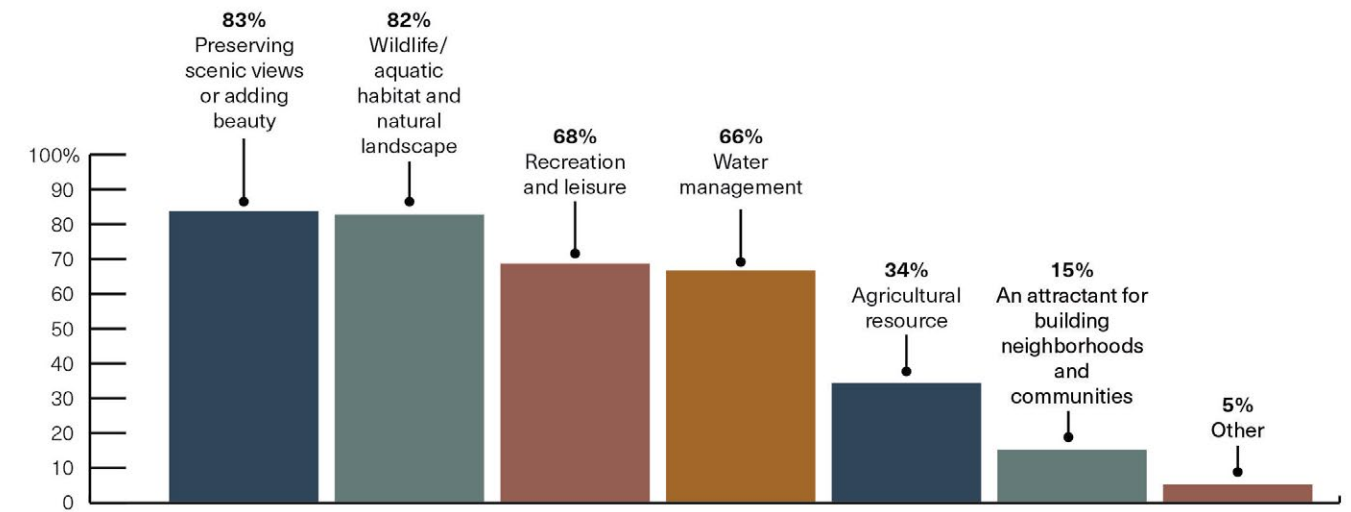 83%
Preserving
scenic views
or adding
beauty
82%
Wildlife/
aquatic
habitat and
natural
landscape
68%
Recreation
and leisure
66%
Water
management
34%
Agricultural
resource
15%
An attractant for
building
neighborhoods
and
communities
5%
Other
100%
90
80
70
60
50
40
30
20
10
0